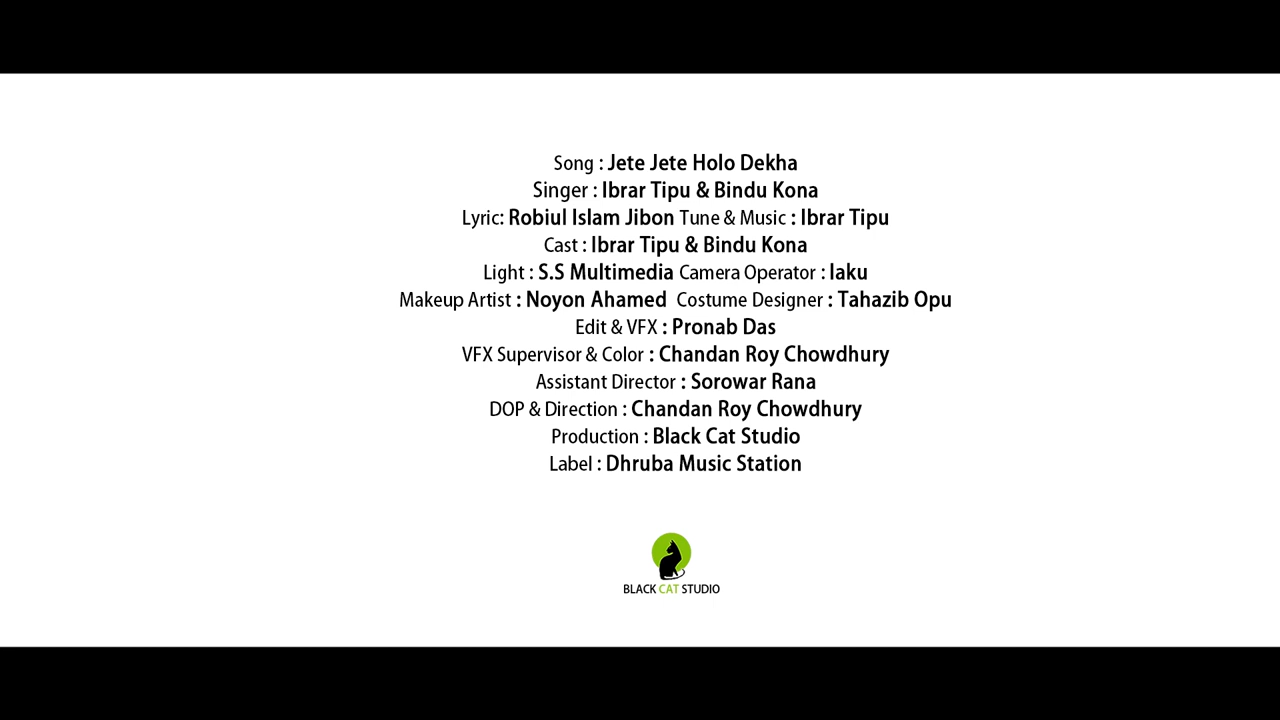 Song : Jete Jete Holo Dekha
Singer : Ibrar Tipu & Bindu Kona
Lyric: Robiul Islam Jibon Tune & Music : Ibrar Tipu
Cast : Ibrar Tipu & Bindu Kona
Light : S.S Multimedia Camera Operator : laku
Makeup Artist : Noyon Ahamed  Costume Designer : Tahazib Opu
Edit & VFX : Pronab Das
VFX Supervisor & Color : Chandan Roy Chowdhury
Assistant Director : Sorowar Rana
DOP & Direction : Chandan Roy Chowdhury
Production : Black Cat Studio
Label : Dhruba Music Station
BLACK CAT STUDIO